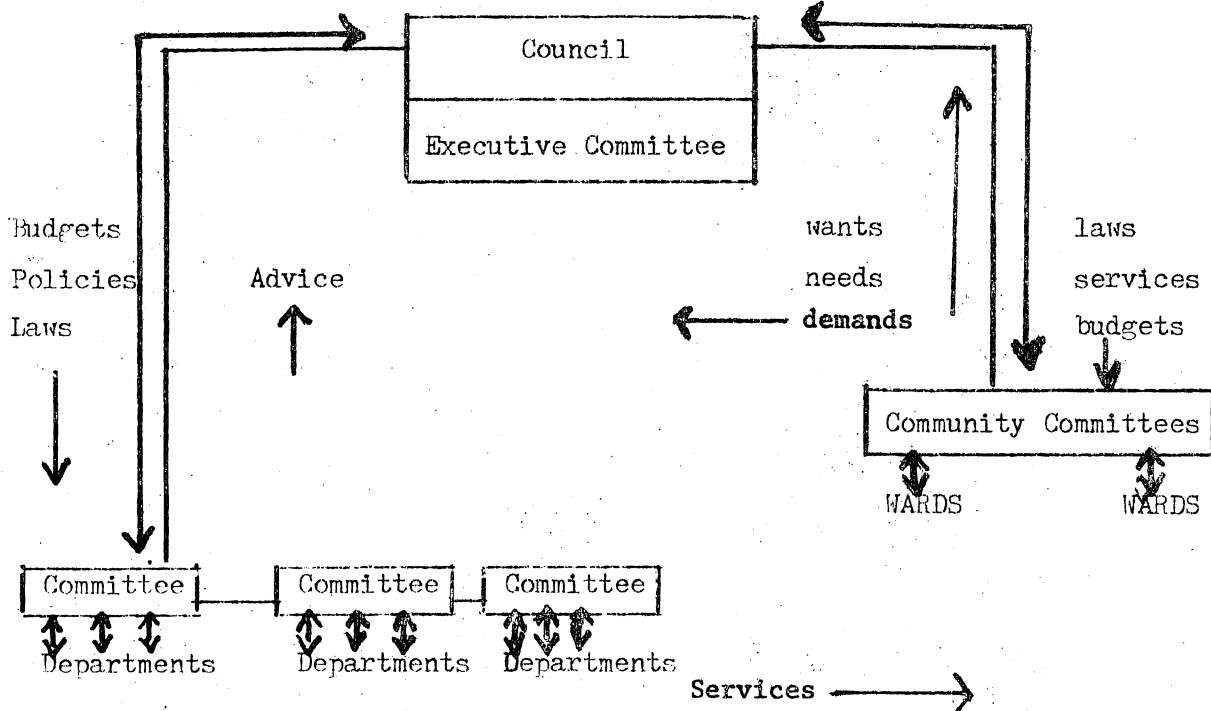 Council
Executive Committee
Budgets
Policies
Laws
Advice
wants
needs
demands
laws
services
budgets
Community Committees
WARDS WARDS
Committee Committee Committee
Departments Departments Departments
Services